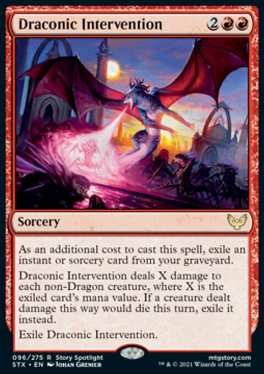 Draconic Intervention 2
Sorcery
As an additional cost to cast this spell, exile an
instant or sorcery card from your graveyard.
Draconic Intervention deals X damage to
each non-Dragon creature, where X is the
exiled card's mana value. If a creature dealt
damage this way would die this turn, exile it
instead.
Exile Draconic Intervention.
096/275 R Story Spotlight mtgstory.com
STX • EN Johan Grenier ™ & © 2021 Wizards of the Coast